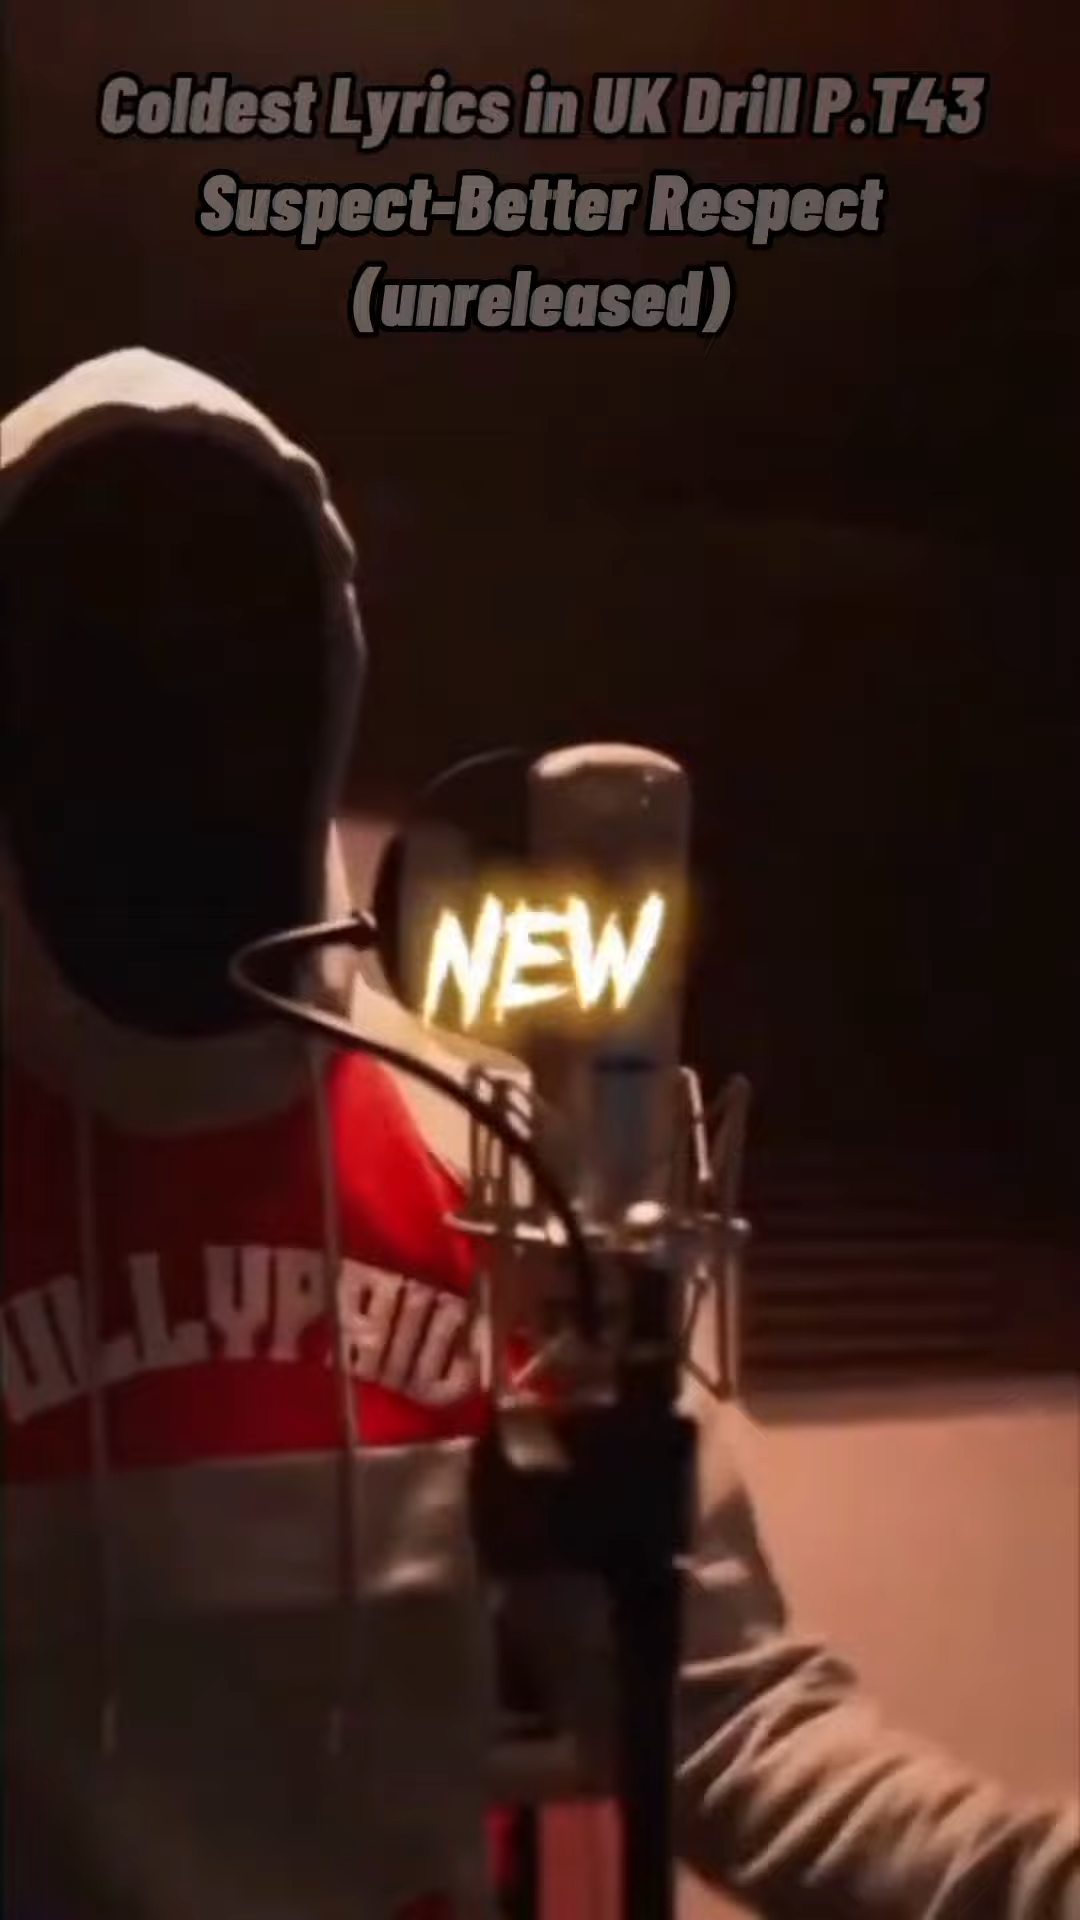 Coldest Lyrics in UK Drill P.T43
Suspect-Better Respect
(unreleased)
NEW